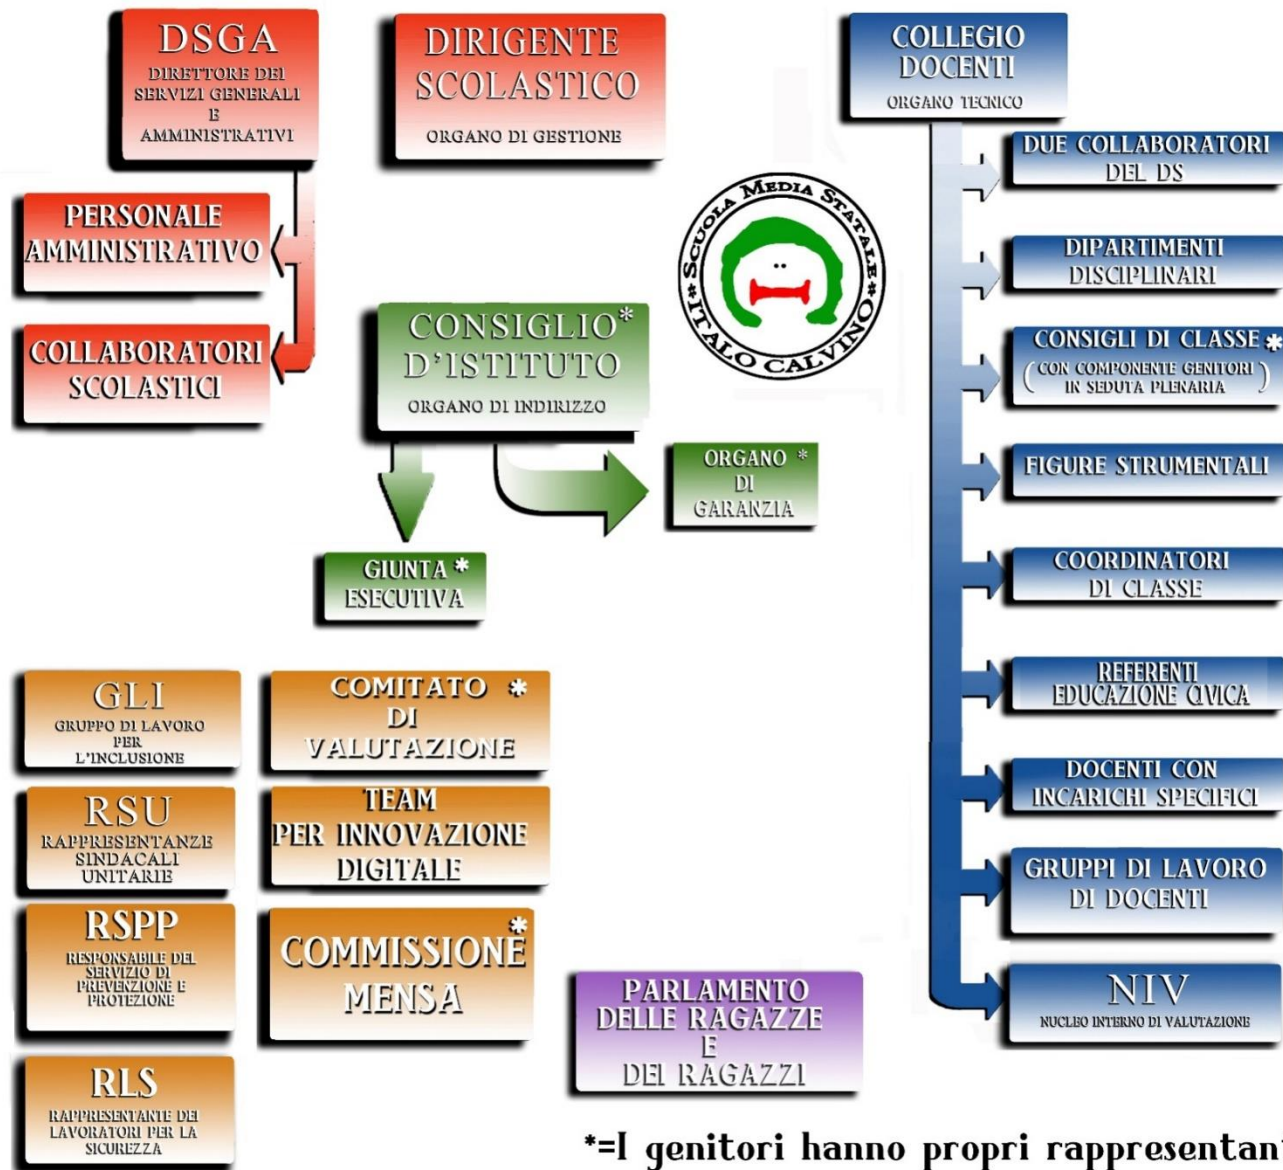 DSGA
DIRETTORE DEI
SERVIZI GENERALI
E
AMMINISTRATIVI
DIRIGENTE
SCOLASTICO
ORGANO DI GESTIONE
COLLEGIO
DOCENTI
ORGANO TECNICO
PERSONALE
AMMINISTRATIVO
COLLABORATORI
SCOLASTICI
*SCUOLA MEDIA STATALE*
ITALO CALVINO
CONSIGLIO*
D'ISTITUTO
ORGANO DI INDIRIZZO
ORGANO *
DI
GARANZIA
GIUNTA *
ESECUTIVA
DUE COLLABORATORI
DEL DS
DIPARTIMENTI
DISCIPLINARI
CONSIGLI DI CLASSE *
(CON COMPONENTE GENITORI
IN SEDUTA PLENARIA)
FIGURE STRUMENTALI
COORDINATORI
DI CLASSE
REFERENTI
EDUCAZIONE CIVICA
DOCENTI CON
INCARICHI SPECIFICI
GRUPPI DI LAVORO
DI DOCENTI
NIV
NUCLEO INTERNO DI VALUTAZIONE
GLI
GRUPPO DI LAVORO
PER
L'INCLUSIONE
COMITATO *
DI
VALUTAZIONE
RSU
RAPPRESENTANZE
SINDACALI
UNITARIE
TEAM
PER INNOVAZIONE
DIGITALE
RSPP
RESPONSABILE DEL
SERVIZIO DI
PREVENZIONE E
PROTEZIONE
COMMISSIONE*
MENSA
RLS
RAPPRESENTANTE DEI
LAVORATORI PER LA
SICUREZZA
PARLAMENTO
DELLE RAGAZZE
E
DEI RAGAZZI
*=I genitori hanno propri rappresentan